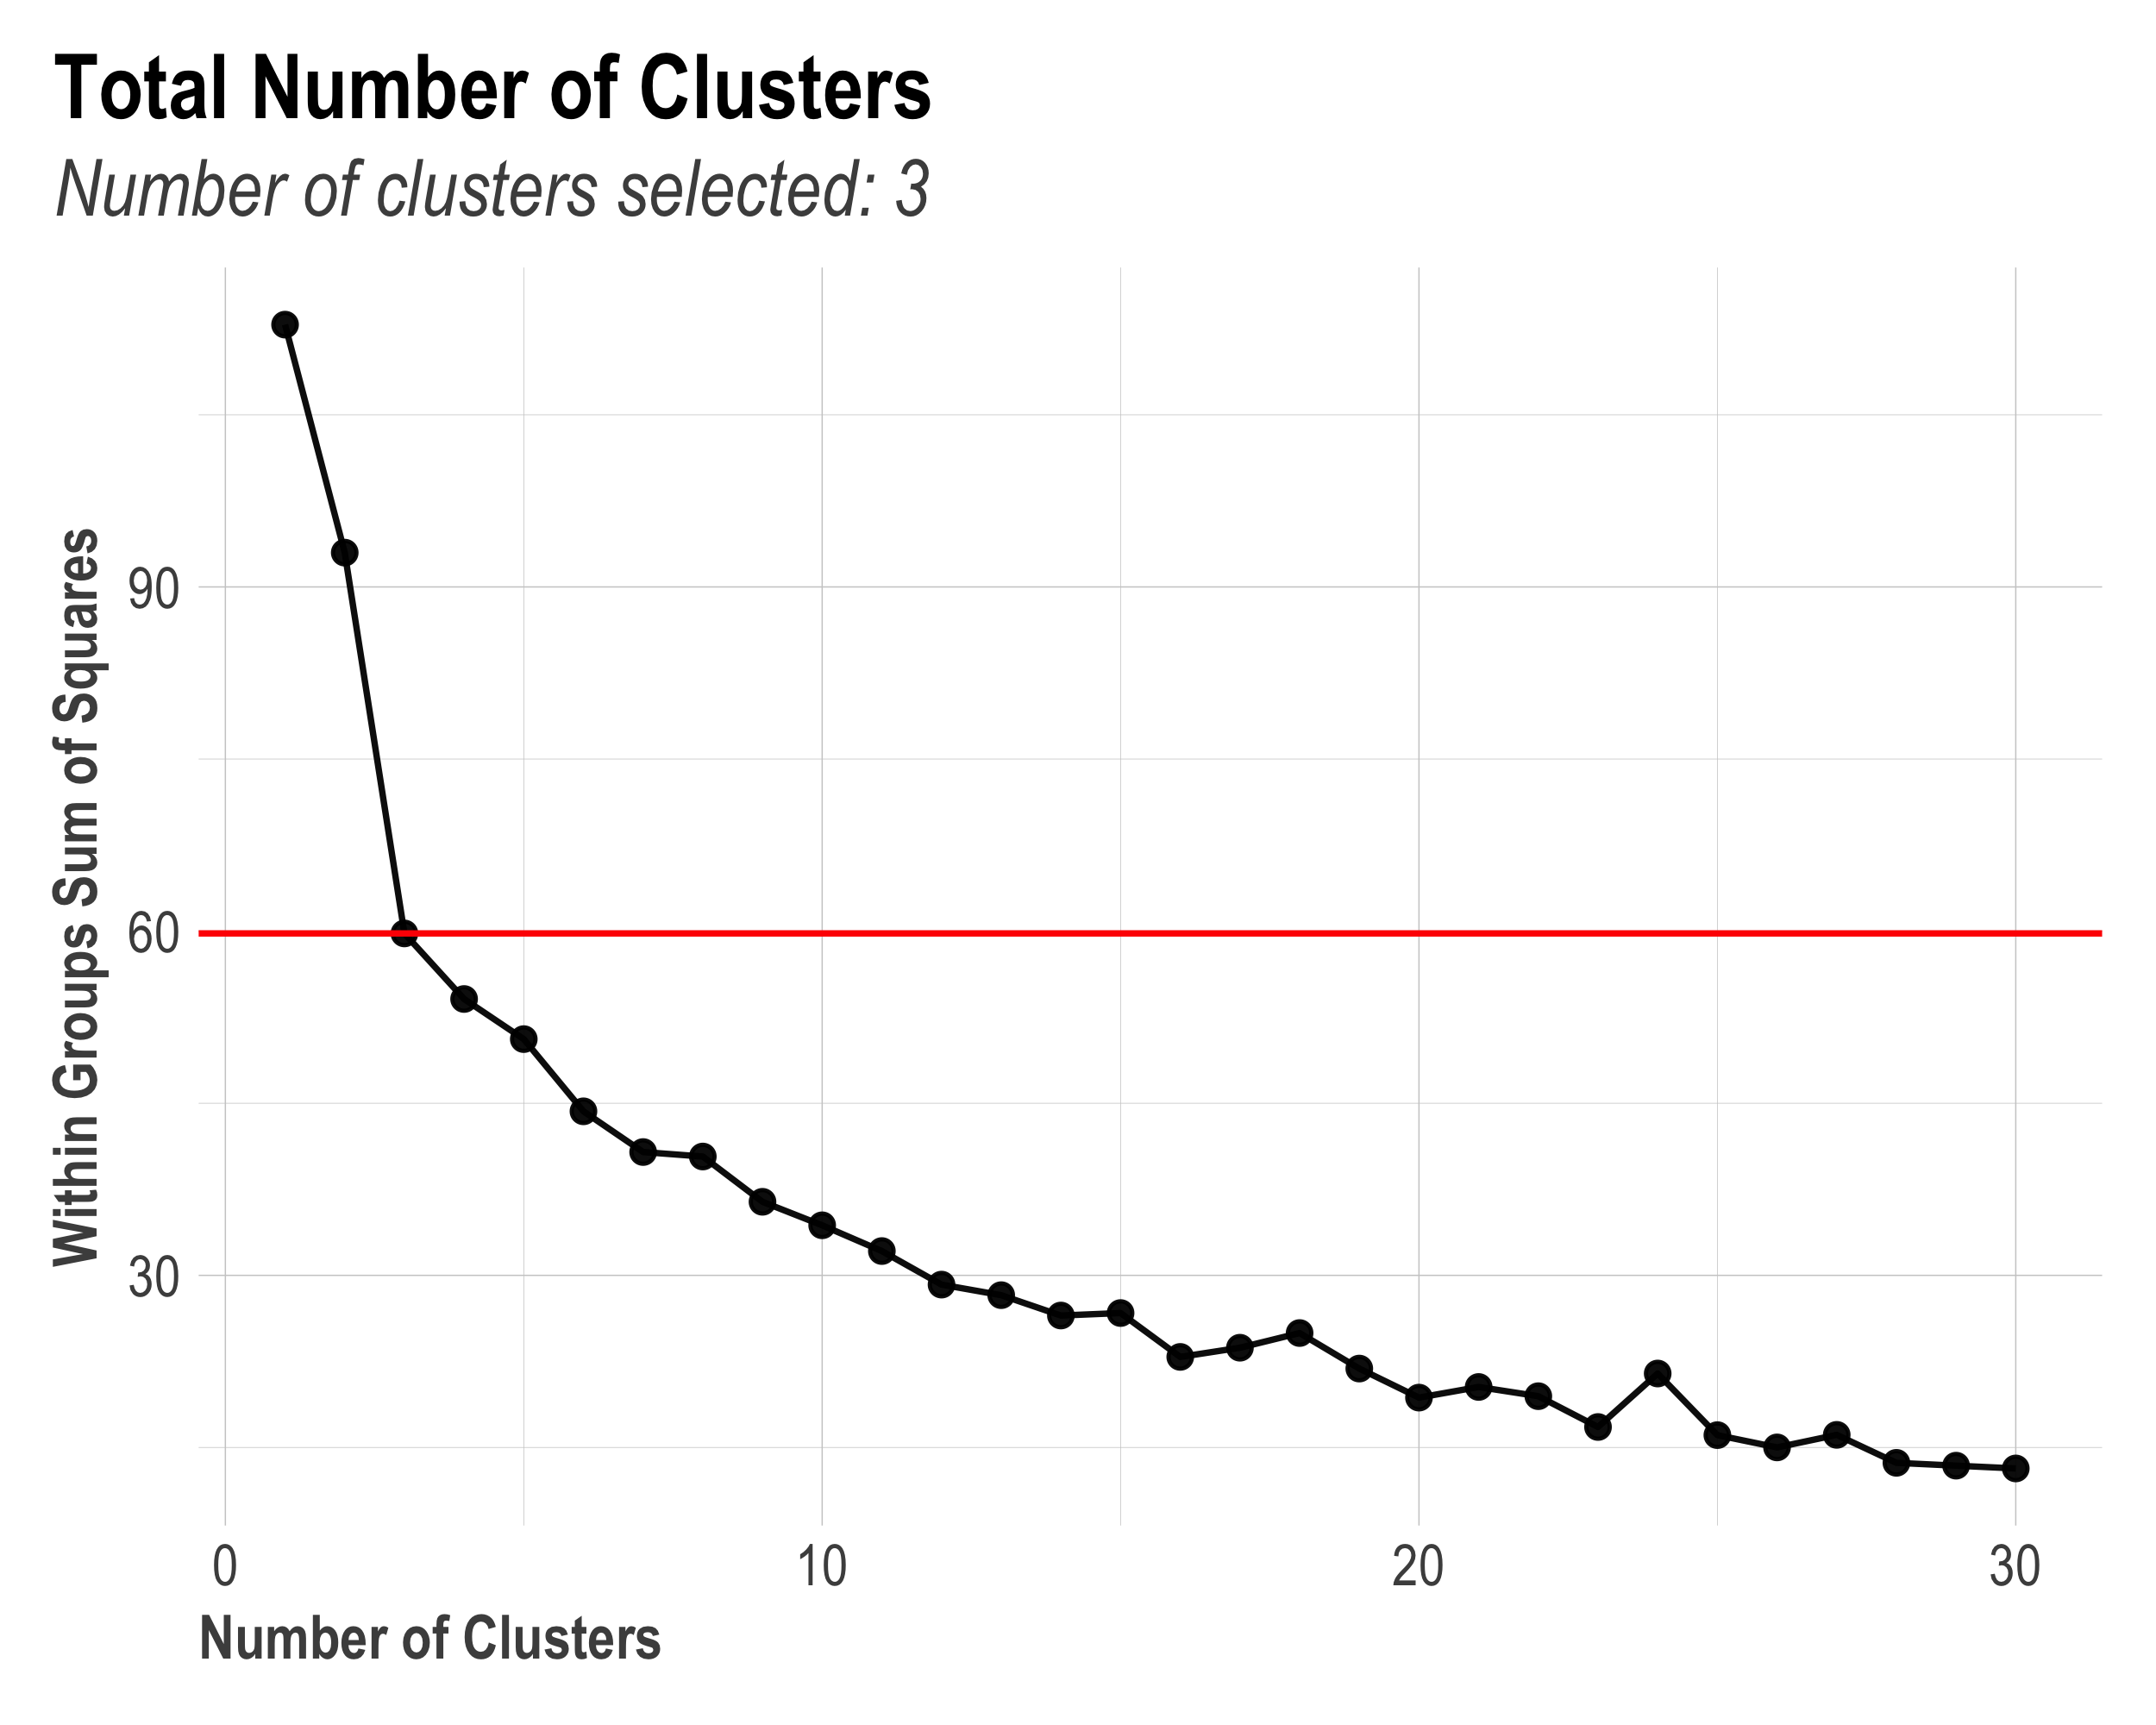 Total Number of Clusters
Number of clusters selected: 3
Within Groups Sum of Squares
90
60
30
0 10 20 30
Number of Clusters